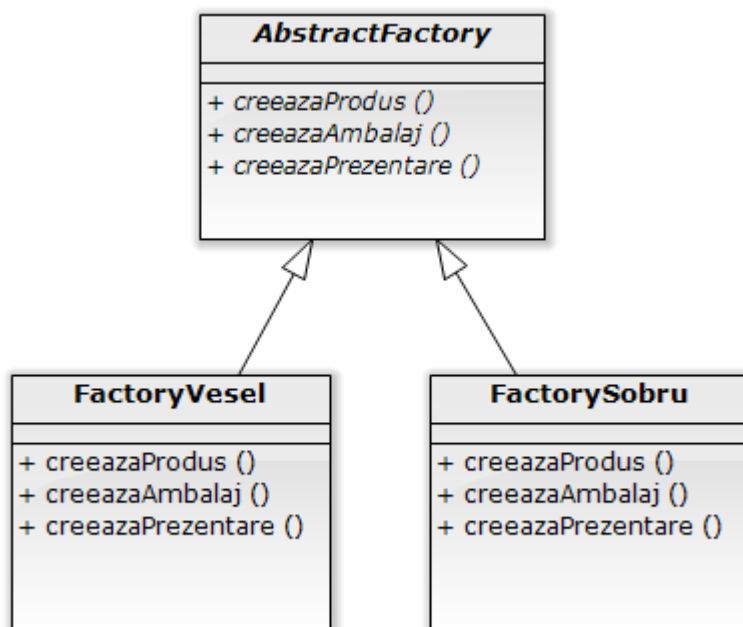 AbstractFactory
+ creeazaProdus ()
+ creeazaAmbalaj ()
+ creeazaPrezentare ()
FactoryVesel
+ creeazaProdus ()
+ creeazaAmbalaj ()
+ creeazaPrezentare ()
FactorySobru
+ creeazaProdus ()
+ creeazaAmbalaj ()
+ creeazaPrezentare ()